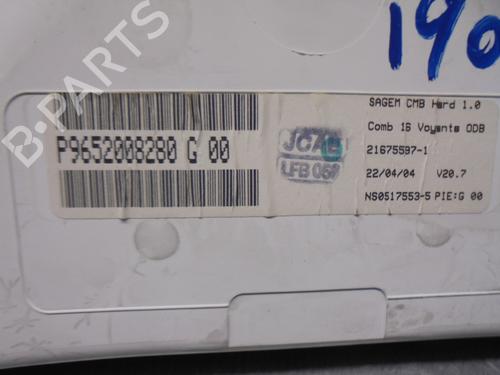 190
B-PARTS
P9652008280 G 00
JCAE
LFB 05
SAGEM CMB Hard 1.0
Comb 16 Voyants ODB
21675597-1
22/04/04 V20.7
NS0517553-5 PIE:G 00